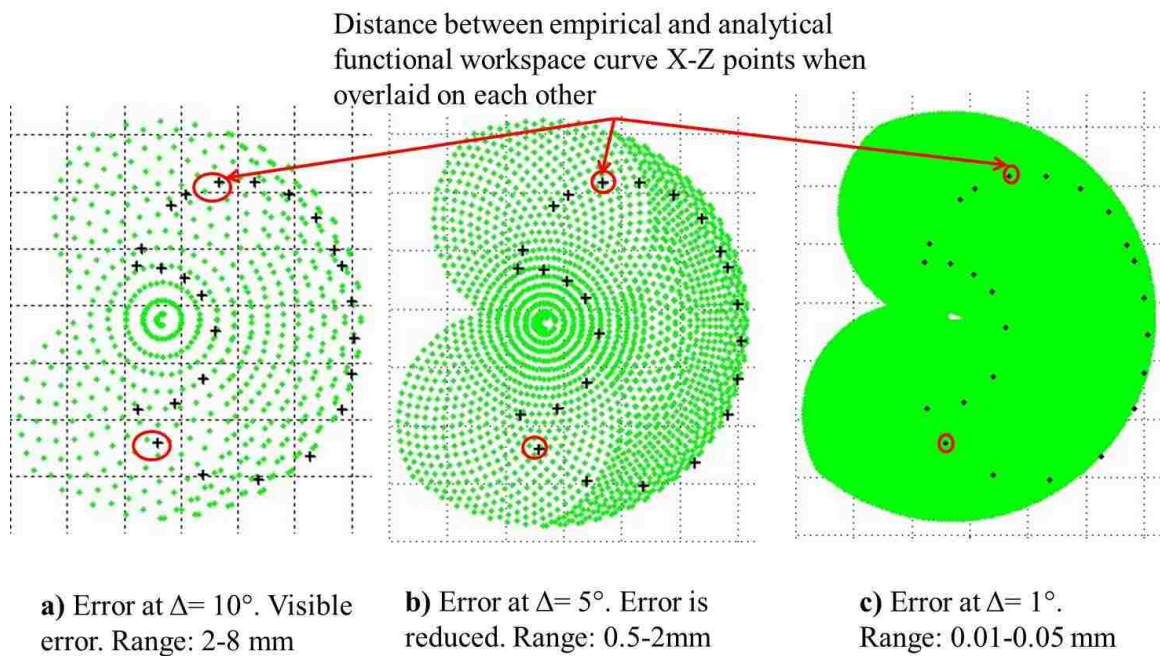 Distance between empirical and analytical
functional workspace curve X-Z points when
overlaid on each other
a) Error at Δ= 10°. Visible
error. Range: 2-8 mm
b) Error at Δ= 5°. Error is
reduced. Range: 0.5-2mm
c) Error at Δ= 1°.
Range: 0.01-0.05 mm